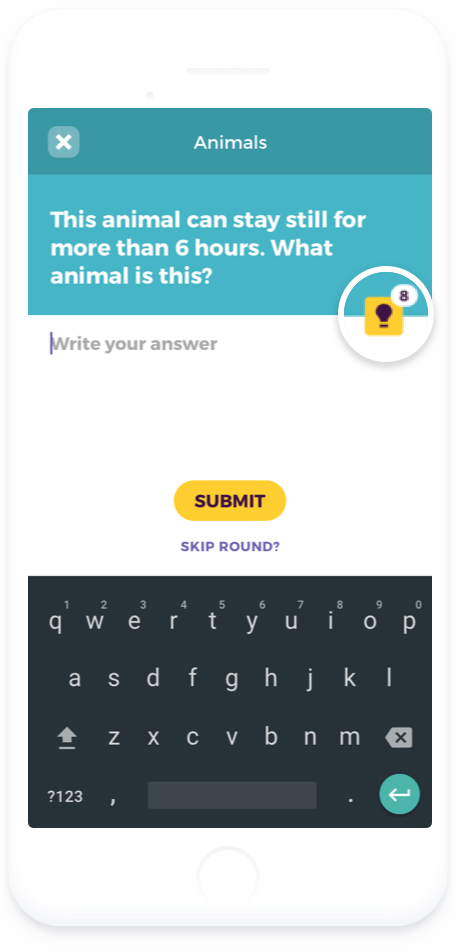 Animals
This animal can stay still for
more than 6 hours. What
animal is this?
8
Write your answer
SUBMIT
SKIP ROUND?
1 2 3 4 5 6 7 8 9 0
q w e r t y u i o p
a s d f g h j k l
z x c v b n m
?123 , .